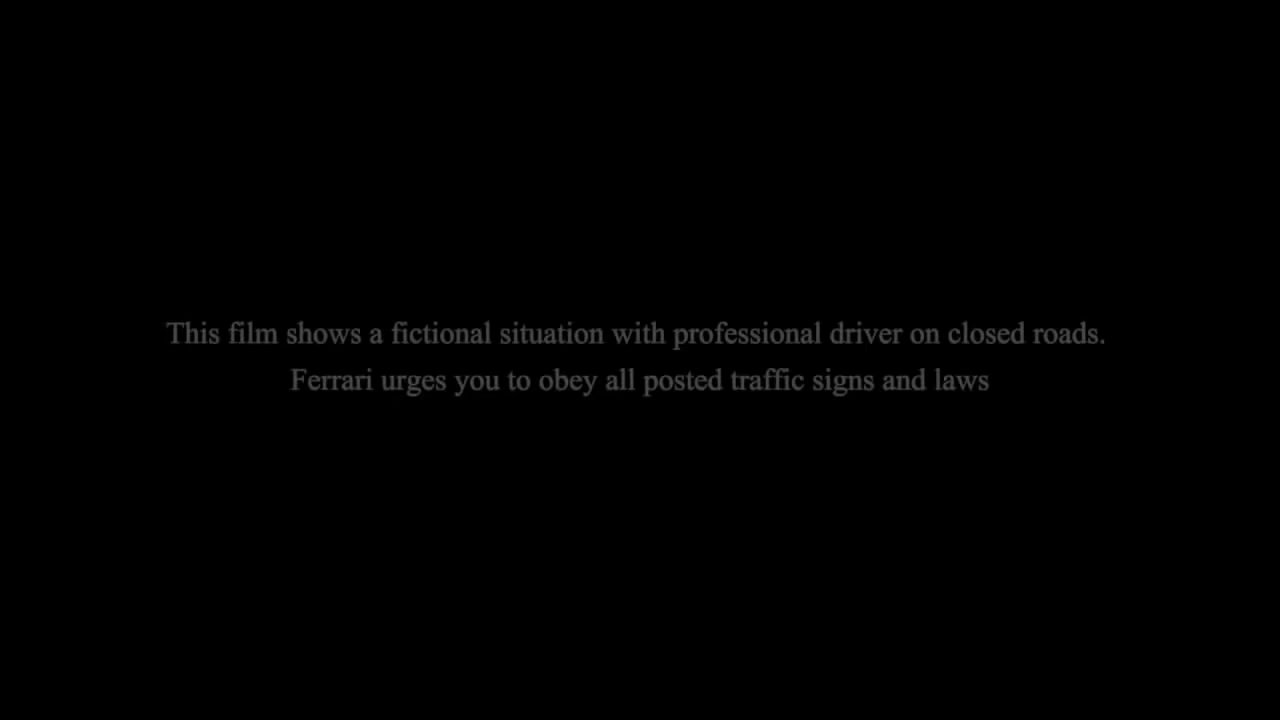 This film shows a fictional situation with professional driver on closed roads.
Ferrari urges you to obey all posted traffic signs and laws